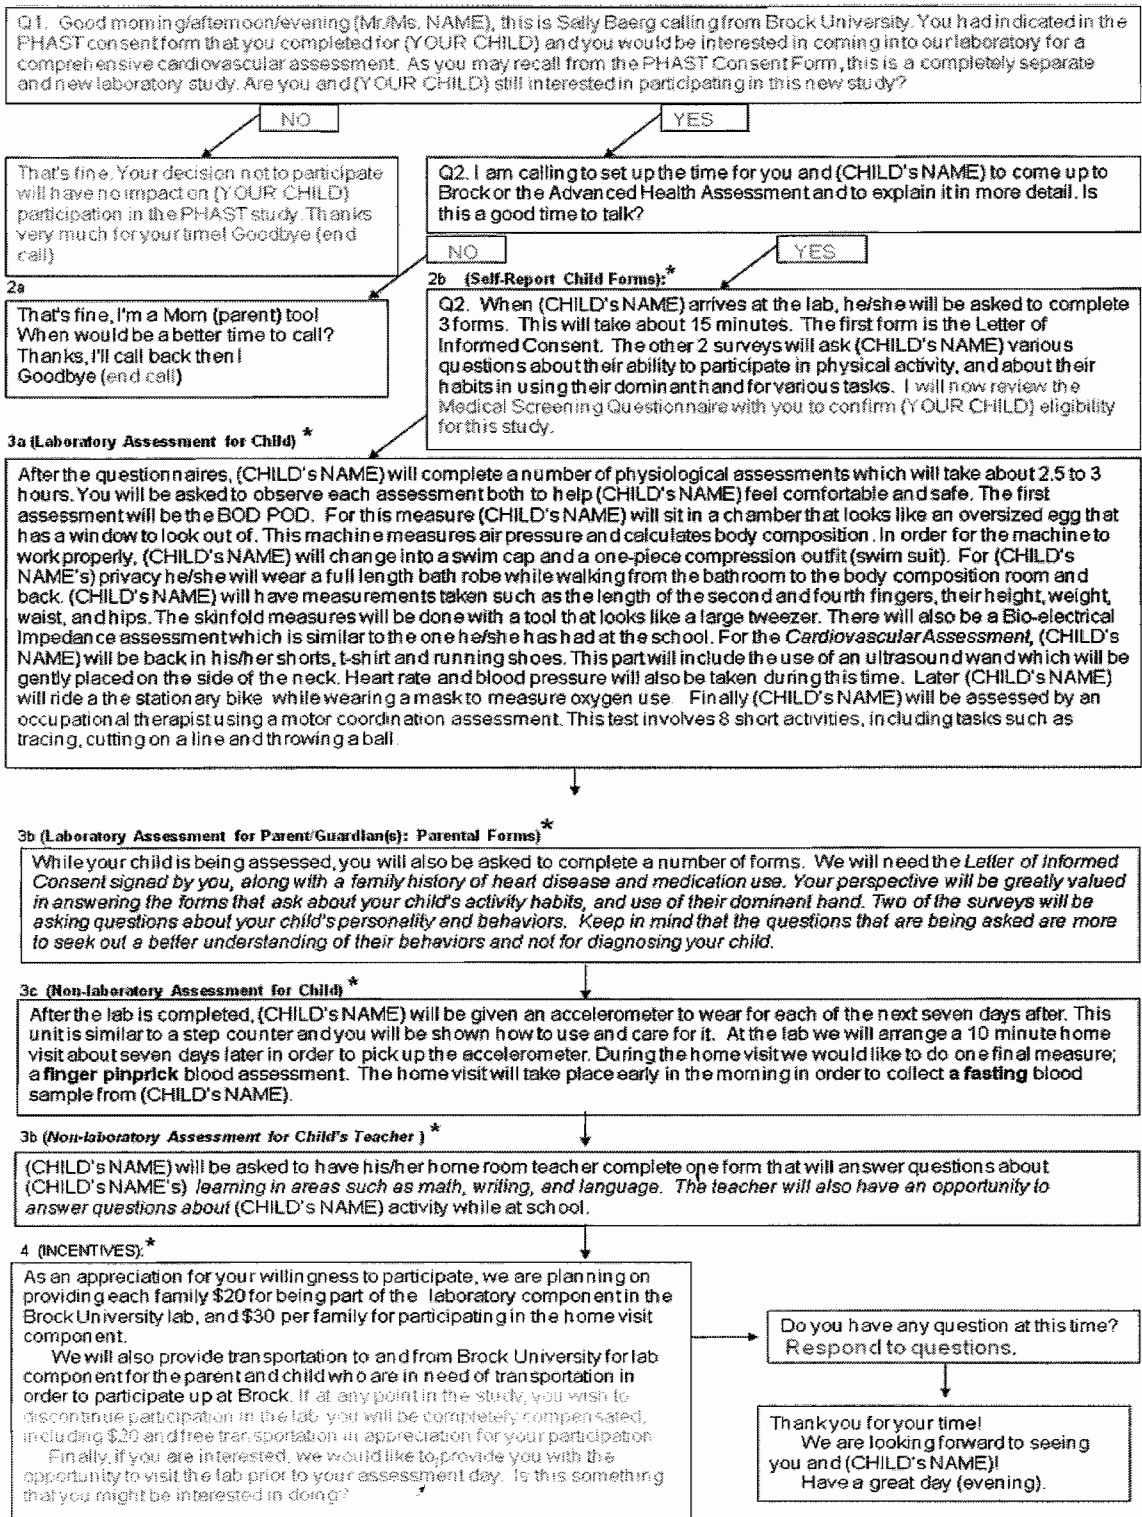 Q1. Good morning/afternoon/evening (Mr./Ms. NAME), this is Sally Baerg calling from Brock University. You had indicated in the
PHAST consent form that you completed for (YOUR CHILD) and you would be interested in coming into our laboratory for a
comprehensive cardiovascular assessment. As you may recall from the PHAST Consent Form, this is a completely separate
and new laboratory study. Are you and (YOUR CHILD) still interested in participating in this new study?
NO
YES
That's fine. Your decision not to participate
will have no impact on (YOUR CHILD)
participation in the PHAST study. Thanks
very much for your time! Goodbye (end
call)
Q2. I am calling to set up the time for you and (CHILD's NAME) to come up to
Brock or the Advanced Health Assessment and to explain it in more detail. Is
this a good time to talk?
NO
YES
2a
That's fine, I'm a Mom (parent) too!
When would be a better time to call?
Thanks, I'll call back then!
Goodbye (end call)
2b (Self-Report Child Forms):*
Q2. When (CHILD's NAME) arrives at the lab, he/she will be asked to complete
3 forms. This will take about 15 minutes. The first form is the Letter of
Informed Consent. The other 2 surveys will ask (CHILD's NAME) various
questions about their ability to participate in physical activity, and about their
habits in using their dominant hand for various tasks. I will now review the
Medical Screening Questionnaire with you to confirm (YOUR CHILD) eligibility
for this study.
3a (Laboratory Assessment for Child) *
After the questionnaires, (CHILD's NAME) will complete a number of physiological assessments which will take about 2.5 to 3
hours. You will be asked to observe each assessment both to help (CHILD's NAME) feel comfortable and safe. The first
assessment will be the BOD POD. For this measure (CHILD's NAME) will sit in a chamber that looks like an oversized egg that
has a window to look out of. This machine measures air pressure and calculates body composition. In order for the machine to
work properly, (CHILD's NAME) will change into a swim cap and a one-piece compression outfit (swim suit). For (CHILD's
NAME's) privacy he/she will wear a full length bath robe while walking from the bathroom to the body composition room and
back. (CHILD's NAME) will have measurements taken such as the length of the second and fourth fingers, their height, weight,
waist, and hips. The skinfold measures will be done with a tool that looks like a large tweezer. There will also be a Bio-electrical
Impedance assessment which is similar to the one he/she has had at the school. For the Cardiovascular Assessment, (CHILD's
NAME) will be back in his/her shorts, t-shirt and running shoes. This part will include the use of an ultrasound wand which will be
gently placed on the side of the neck. Heart rate and blood pressure will also be taken during this time. Later (CHILD's NAME)
will ride a the stationary bike while wearing a mask to measure oxygen use. Finally (CHILD's NAME) will be assessed by an
occupational therapist using a motor coordination assessment. This test involves 8 short activities, including tasks such as
tracing, cutting on a line and throwing a ball.
3b (Laboratory Assessment for Parent/Guardian(s): Parental Forms) *
While your child is being assessed, you will also be asked to complete a number of forms. We will need the Letter of Informed
Consent signed by you, along with a family history of heart disease and medication use. Your perspective will be greatly valued
in answering the forms that ask about your child's activity habits, and use of their dominant hand. Two of the surveys will be
asking questions about your child's personality and behaviors. Keep in mind that the questions that are being asked are more
to seek out a better understanding of their behaviors and not for diagnosing your child.
3c (Non-laboratory Assessment for Child) *
After the lab is completed, (CHILD's NAME) will be given an accelerometer to wear for each of the next seven days after. This
unit is similar to a step counter and you will be shown how to use and care for it. At the lab we will arrange a 10 minute home
visit about seven days later in order to pick up the accelerometer. During the home visit we would like to do one final measure;
a finger pinprick blood assessment. The home visit will take place early in the morning in order to collect a fasting blood
sample from (CHILD's NAME).
3b (Non-laboratory Assessment for Child's Teacher ) *
(CHILD's NAME) will be asked to have his/her home room teacher complete one form that will answer questions about
(CHILD's NAME's) learning in areas such as math, writing, and language. The teacher will also have an opportunity to
answer questions about (CHILD's NAME) activity while at school.
4 (INCENTIVES):*
As an appreciation for your willingness to participate, we are planning on
providing each family $20 for being part of the laboratory component in the
Brock University lab, and $30 per family for participating in the home visit
component.
We will also provide transportation to and from Brock University for lab
component for the parent and child who are in need of transportation in
order to participate up at Brock. If at any point in the study, you wish to
discontinue participation in the lab you will be completely compensated,
including $20 and free transportation in appreciation for your participation
Finally, if you are interested, we would like to provide you with the
opportunity to visit the lab prior to your assessment day. Is this something
that you might be interested in doing?
Do you have any question at this time?
Respond to questions.
Thank you for your time!
We are looking forward to seeing
you and (CHILD's NAME)!
Have a great day (evening).